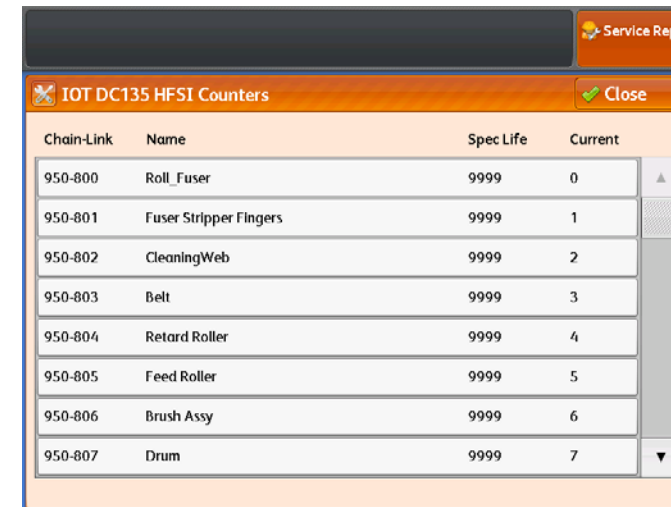 Service Re
IOT DC135 HFSI Counters Close
Chain-Link Name Spec Life Current
950-800 Roll_Fuser 9999 0
950-801 Fuser Stripper Fingers 9999 1
950-802 CleaningWeb 9999 2
950-803 Belt 9999 3
950-804 Retard Roller 9999 4
950-805 Feed Roller 9999 5
950-806 Brush Assy 9999 6
950-807 Drum 9999 7